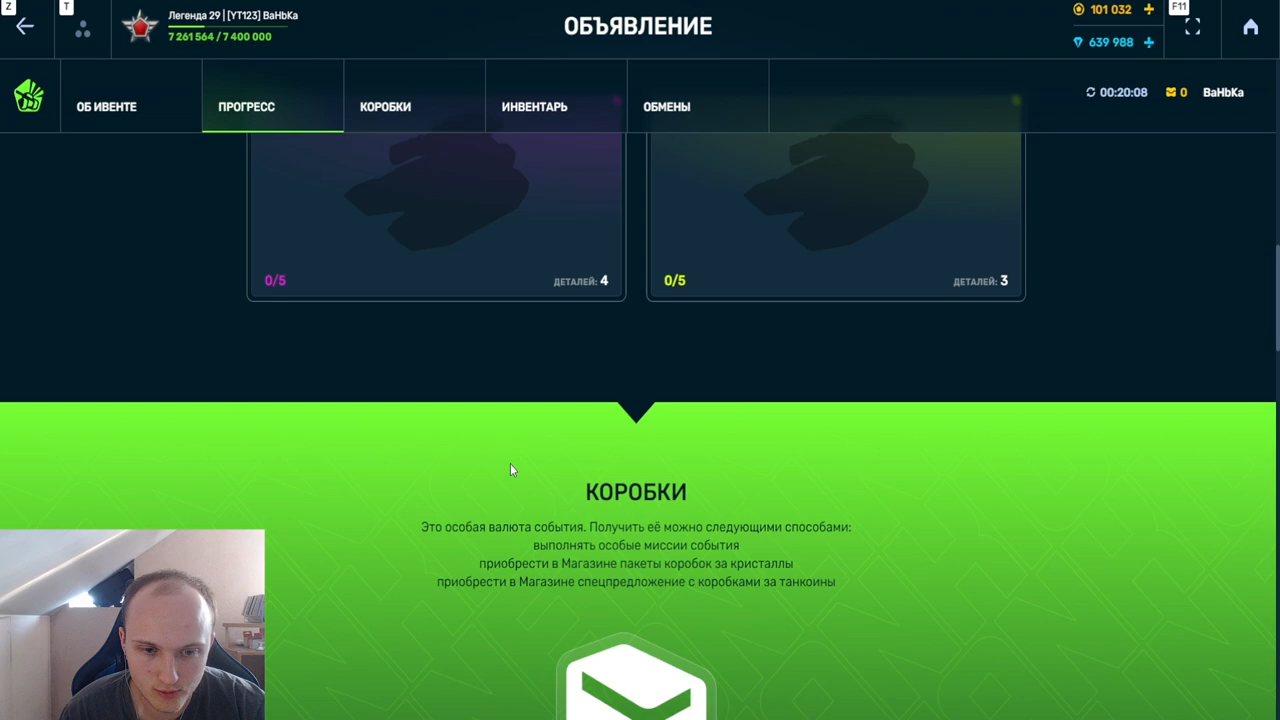 Z
T
Легенда 29 | [YT123] BaHbKa
7 261 564 / 7 400 000
ОБЪЯВЛЕНИЕ
101 032
639 988
F11
ОБ ИВЕНТЕ
ПРОГРЕСС
КОРОБКИ
ИНВЕНТАРЬ
ОБМЕНЫ
00:20:08
0
BaHbKa
0/5
ДЕТАЛЕЙ: 4
0/5
ДЕТАЛЕЙ: 3
КОРОБКИ
Это особая валюта события. Получить её можно следующими способами:
выполнять особые миссии события
приобрести в Магазине пакеты коробок за кристаллы
приобрести в Магазине спецпредложение с коробками за танкоины